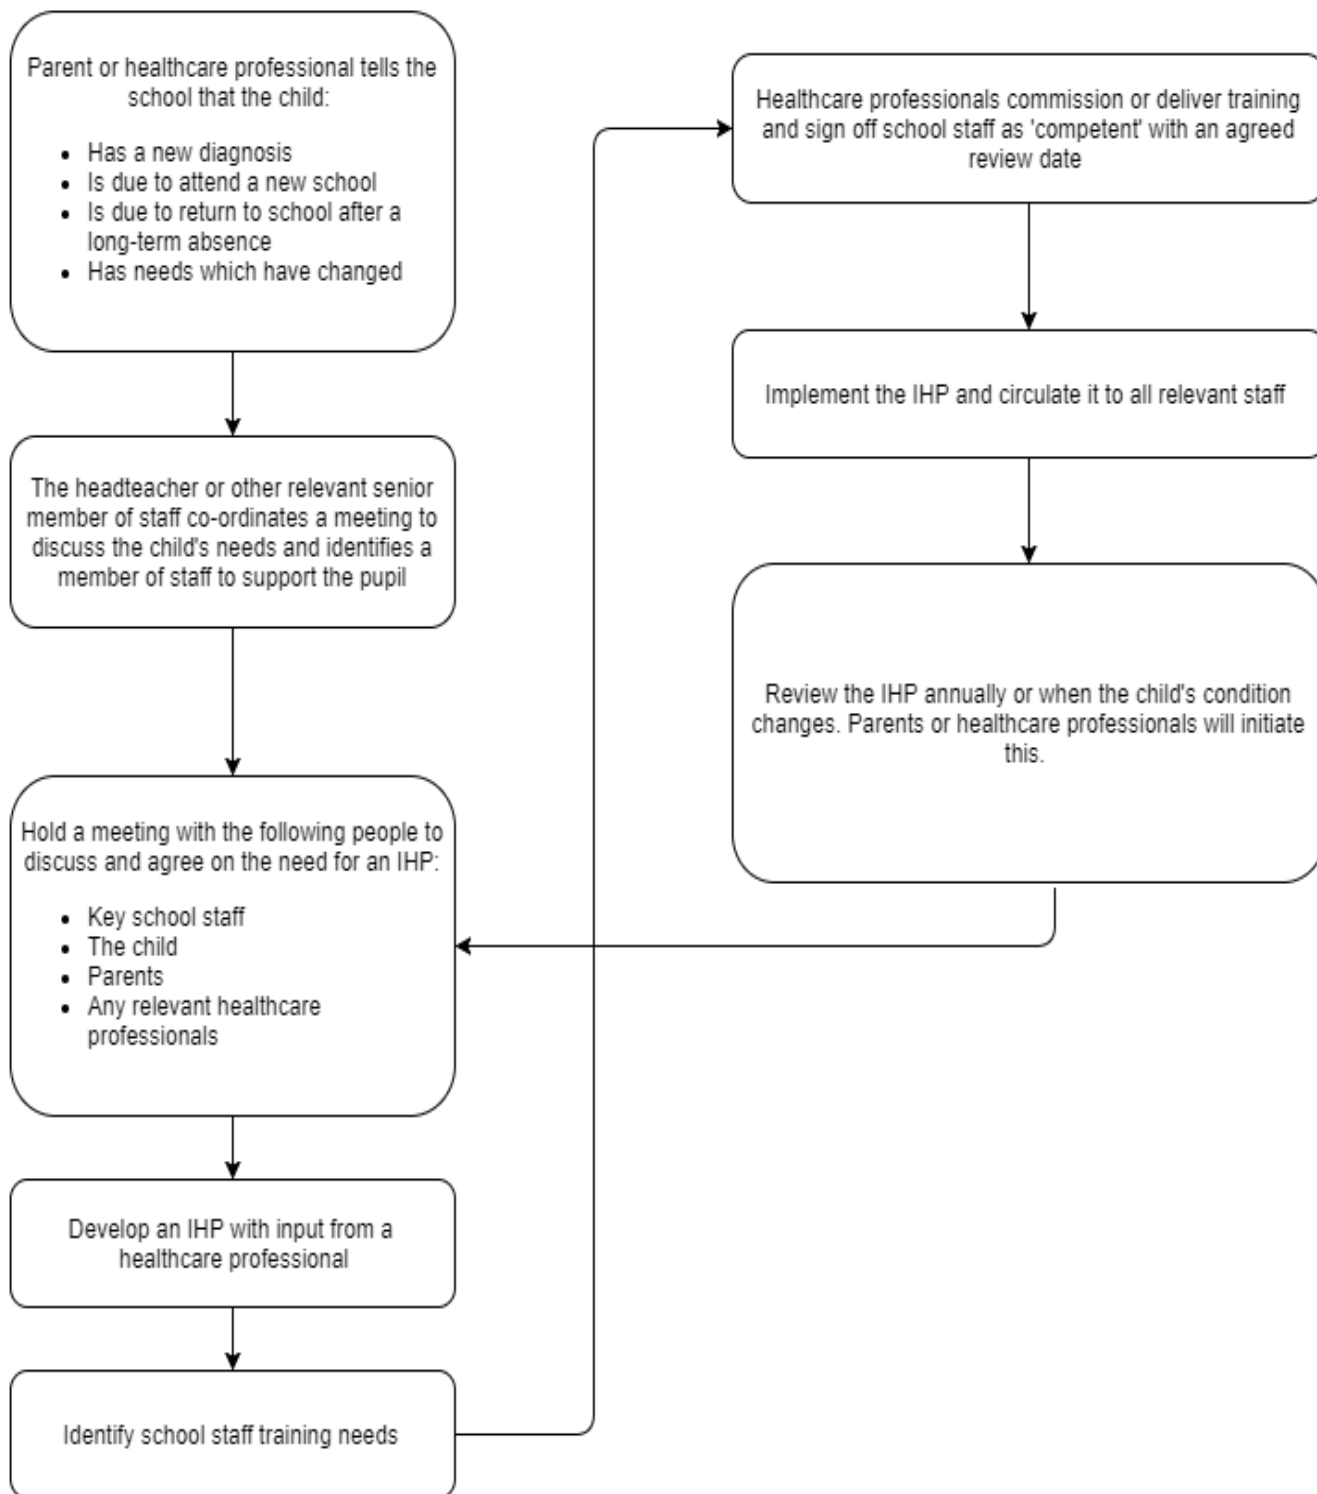 Parent or healthcare professional tells the
school that the child:
• Has a new diagnosis
• Is due to attend a new school
• Is due to return to school after a
long-term absence
• Has needs which have changed
The headteacher or other relevant senior
member of staff co-ordinates a meeting to
discuss the child's needs and identifies a
member of staff to support the pupil
Hold a meeting with the following people to
discuss and agree on the need for an IHP:
• Key school staff
• The child
• Parents
• Any relevant healthcare
professionals
Develop an IHP with input from a
healthcare professional
Identify school staff training needs
Healthcare professionals commission or deliver training
and sign off school staff as 'competent' with an agreed
review date
Implement the IHP and circulate it to all relevant staff
Review the IHP annually or when the child's condition
changes. Parents or healthcare professionals will initiate
this.